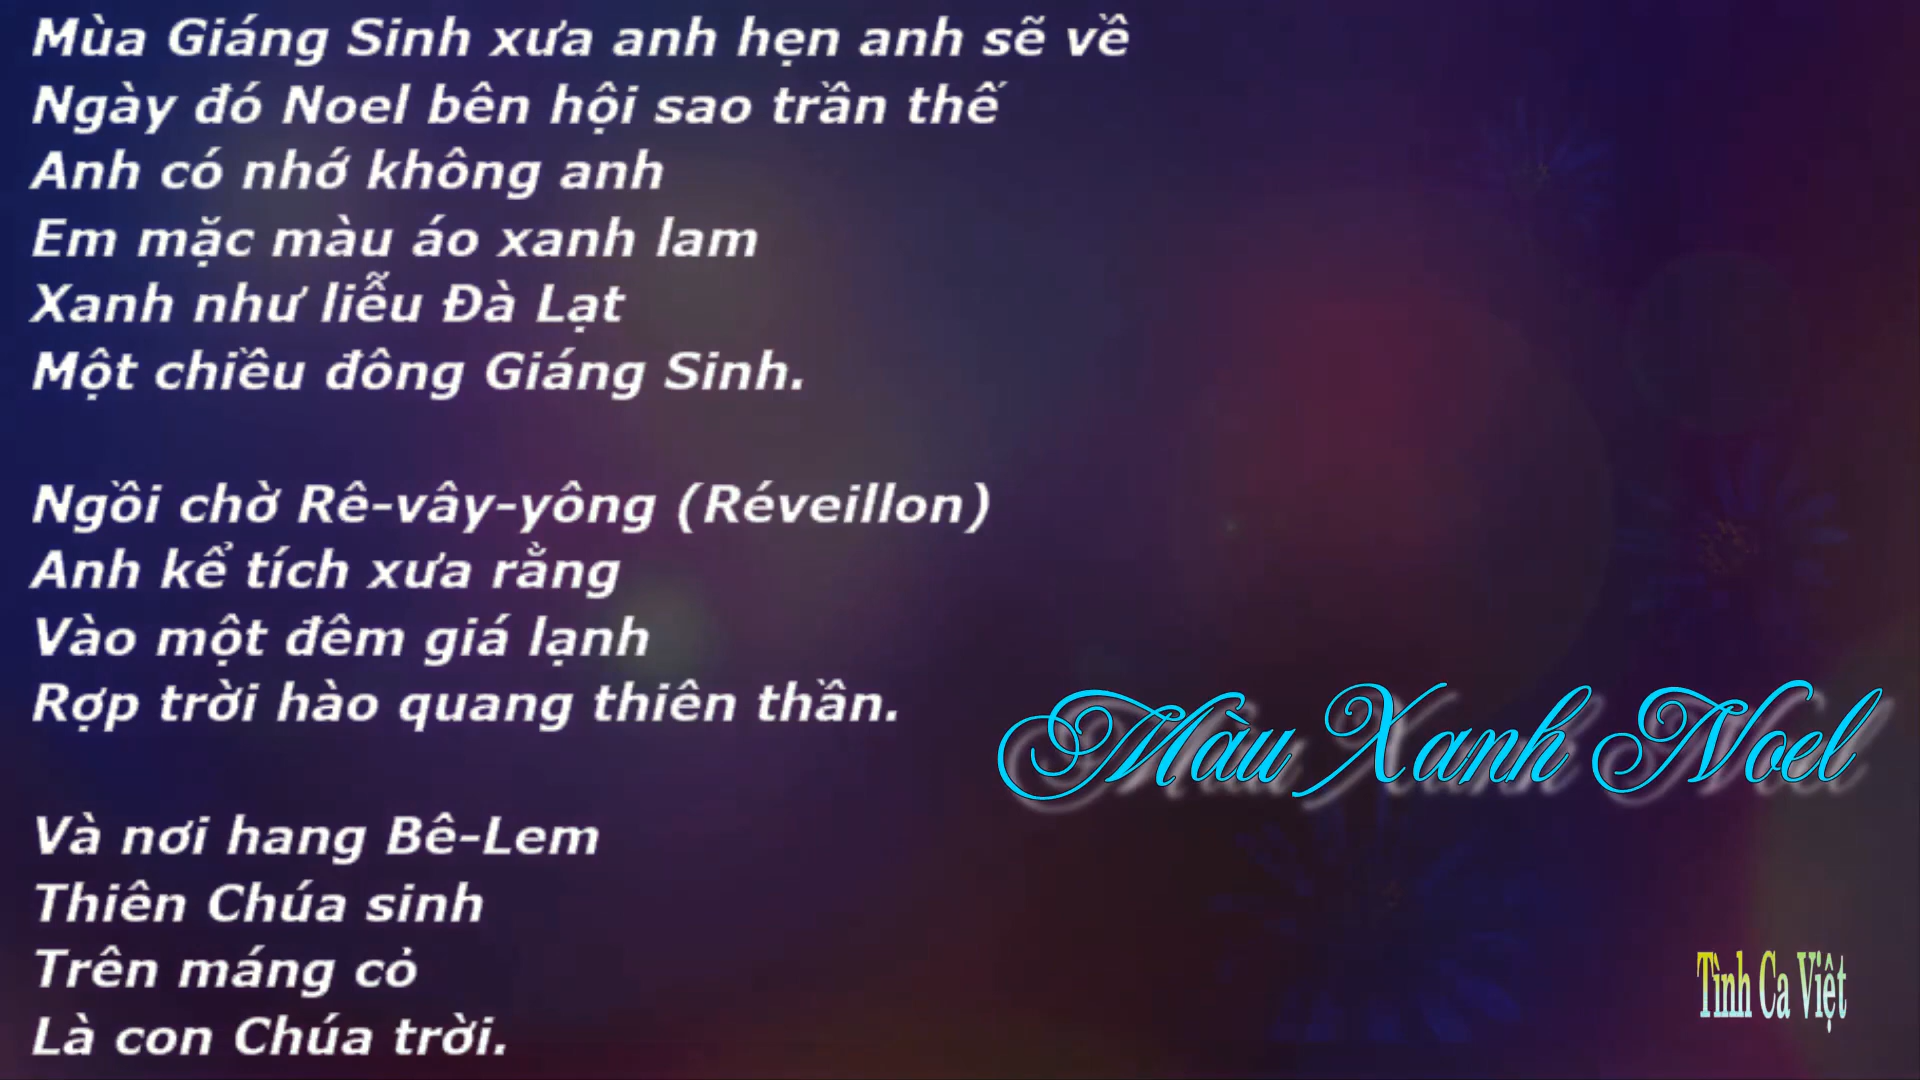 Mùa Giáng Sinh xưa anh hẹn anh sẽ về
Ngày đó Noel bên hội sao trần thế
Anh có nhớ không anh
Em mặc màu áo xanh lam
Xanh như liễu Đà Lạt
Một chiều đông Giáng Sinh.
Ngồi chờ Rê-vây-yông (Réveillon)
Anh kể tích xưa rằng
Vào một đêm giá lạnh
Rợp trời hào quang thiên thần.
Và nơi hang Bê-Lem
Thiên Chúa sinh
Trên máng cỏ
Là con Chúa trời.
Màu Xanh Noel
Tình Ca Việt